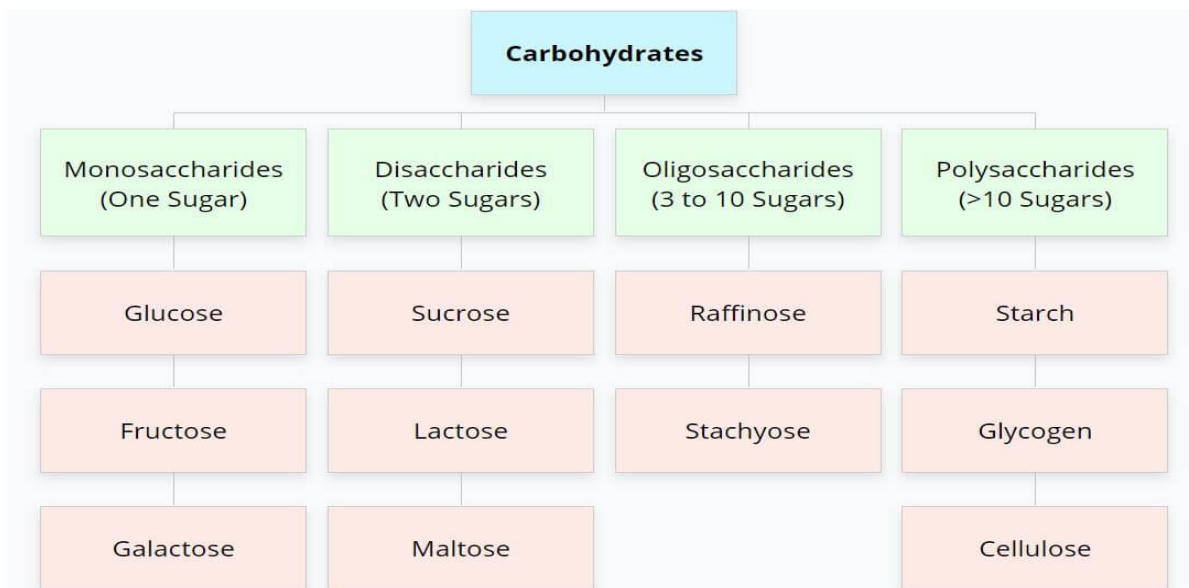 Carbohydrates
Monosaccharides
(One Sugar)
Disaccharides
(Two Sugars)
Oligosaccharides
(3 to 10 Sugars)
Polysaccharides
(>10 Sugars)
Glucose
Sucrose
Raffinose
Starch
Fructose
Lactose
Stachyose
Glycogen
Galactose
Maltose
Cellulose